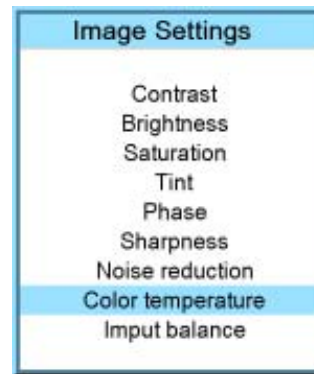 Image Settings
Contrast
Brightness
Saturation
Tint
Phase
Sharpness
Noise reduction
Color temperature
Imput balance